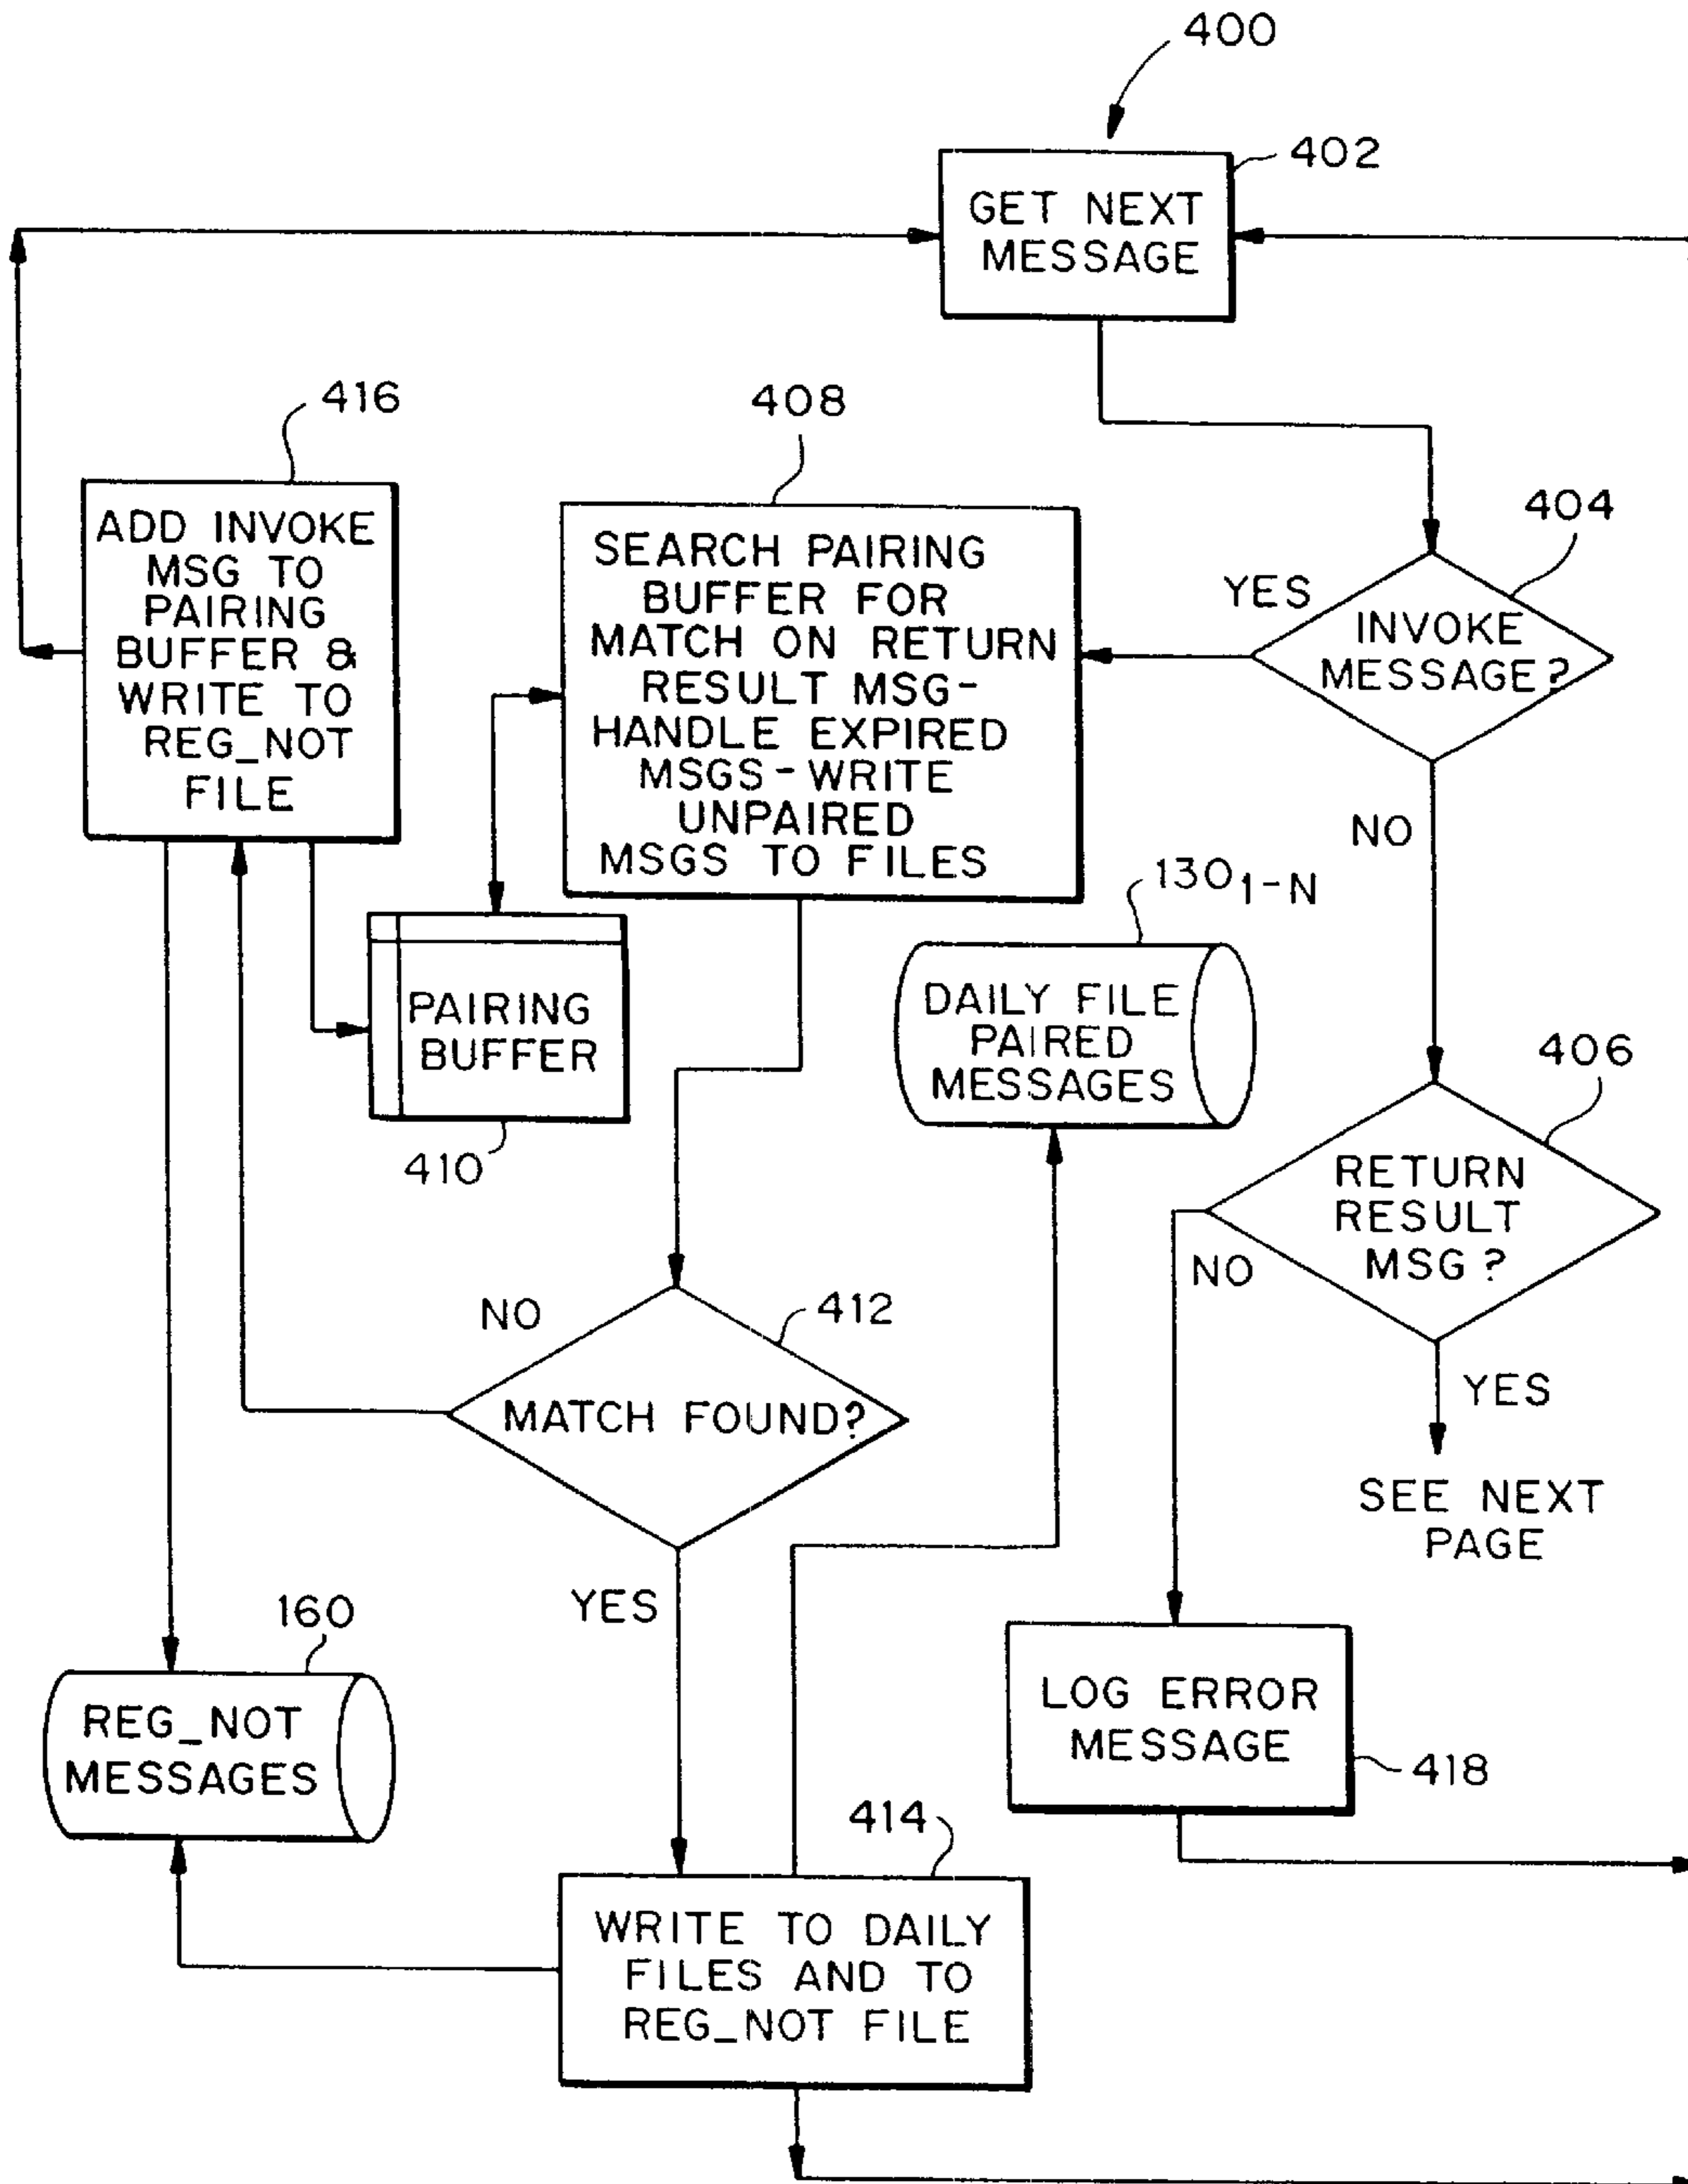 400
402
GET NEXT
MESSAGE
416
408
404
ADD INVOKE
MSG TO
PAIRING
BUFFER &
WRITE TO
REG_NOT
FILE
SEARCH PAIRING
BUFFER FOR
MATCH ON RETURN
RESULT MSG-
HANDLE EXPIRED
MSGS-WRITE
UNPAIRED
MSGS TO FILES
YES
INVOKE
MESSAGE?
NO
130 1-N
PAIRING
BUFFER
410
DAILY FILE
PAIRED
MESSAGES
406
RETURN
RESULT
MSG?
NO
YES
SEE NEXT
PAGE
NO
412
MATCH FOUND?
YES
160
REG_NOT
MESSAGES
LOG ERROR
MESSAGE
418
414
WRITE TO DAILY
FILES AND TO
REG_NOT FILE